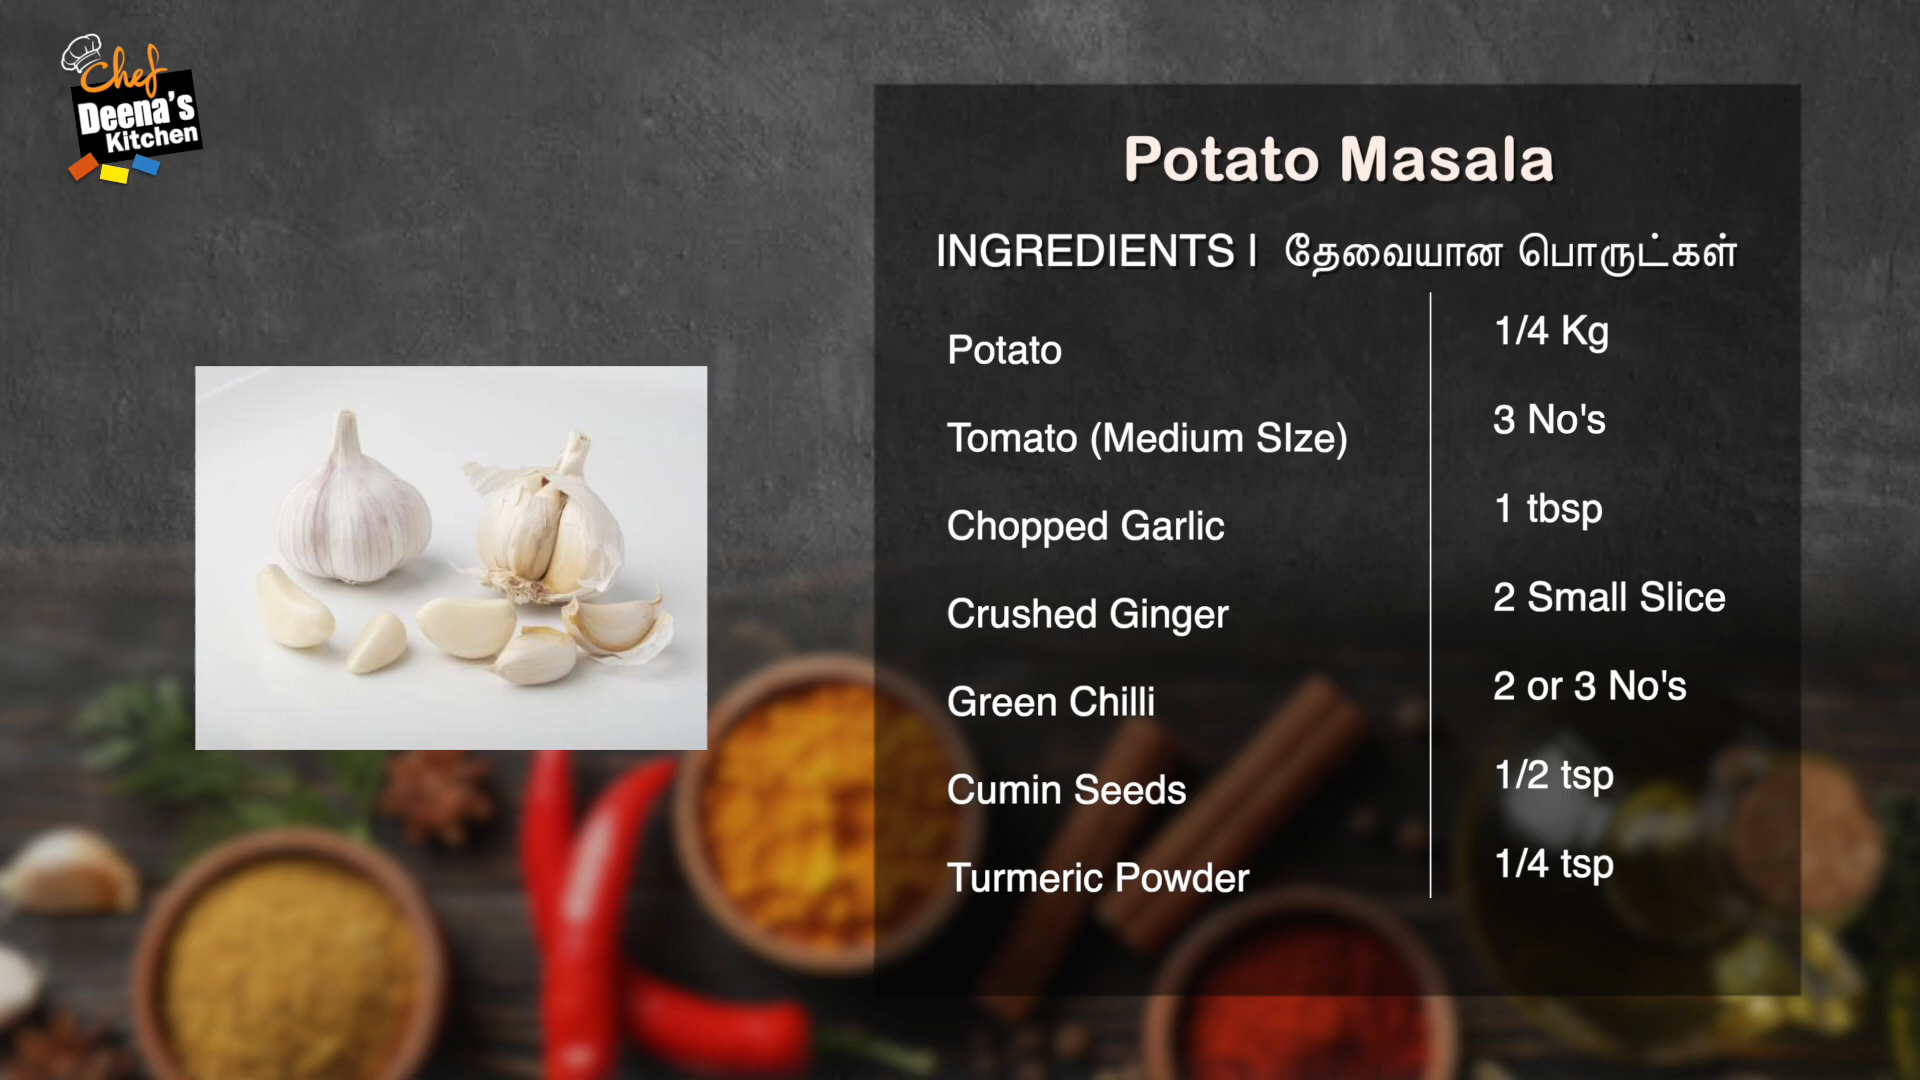 Chef
Deena's
Kitchen
Potato Masala
INGREDIENTS | தேவையான பொருட்கள்
Potato 1/4 Kg
Tomato (Medium SIze) 3 No's
Chopped Garlic 1 tbsp
Crushed Ginger 2 Small Slice
Green Chilli 2 or 3 No's
Cumin Seeds 1/2 tsp
Turmeric Powder 1/4 tsp